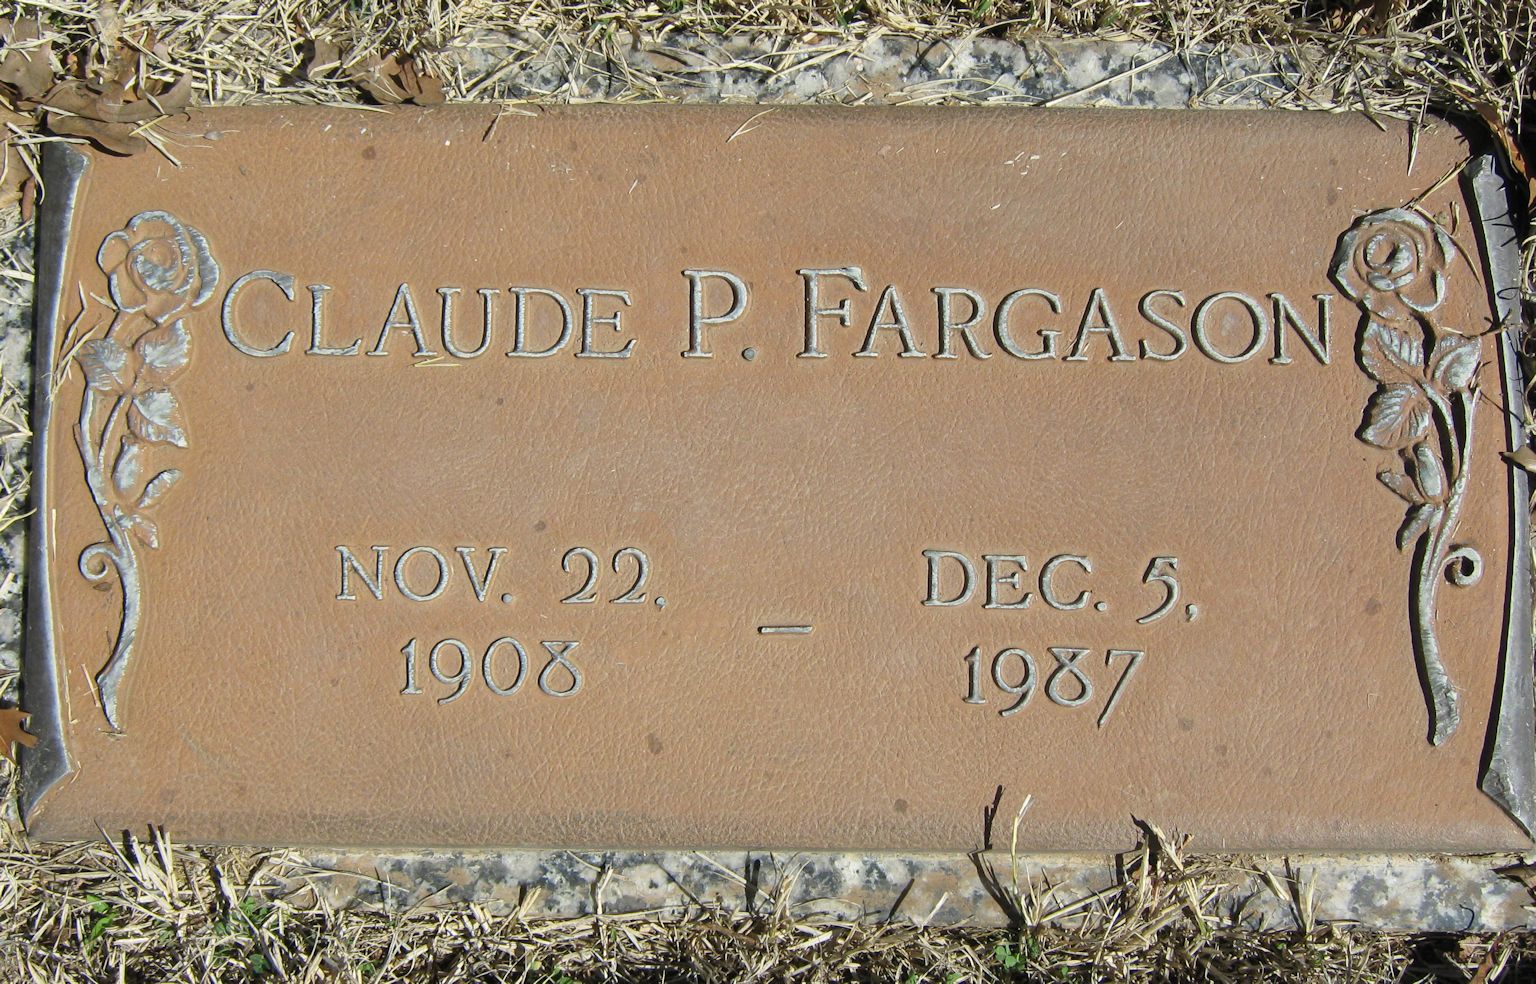 CLAUDE P. FARGASON
NOV. 22, DEC. 5,
1908 – 1987